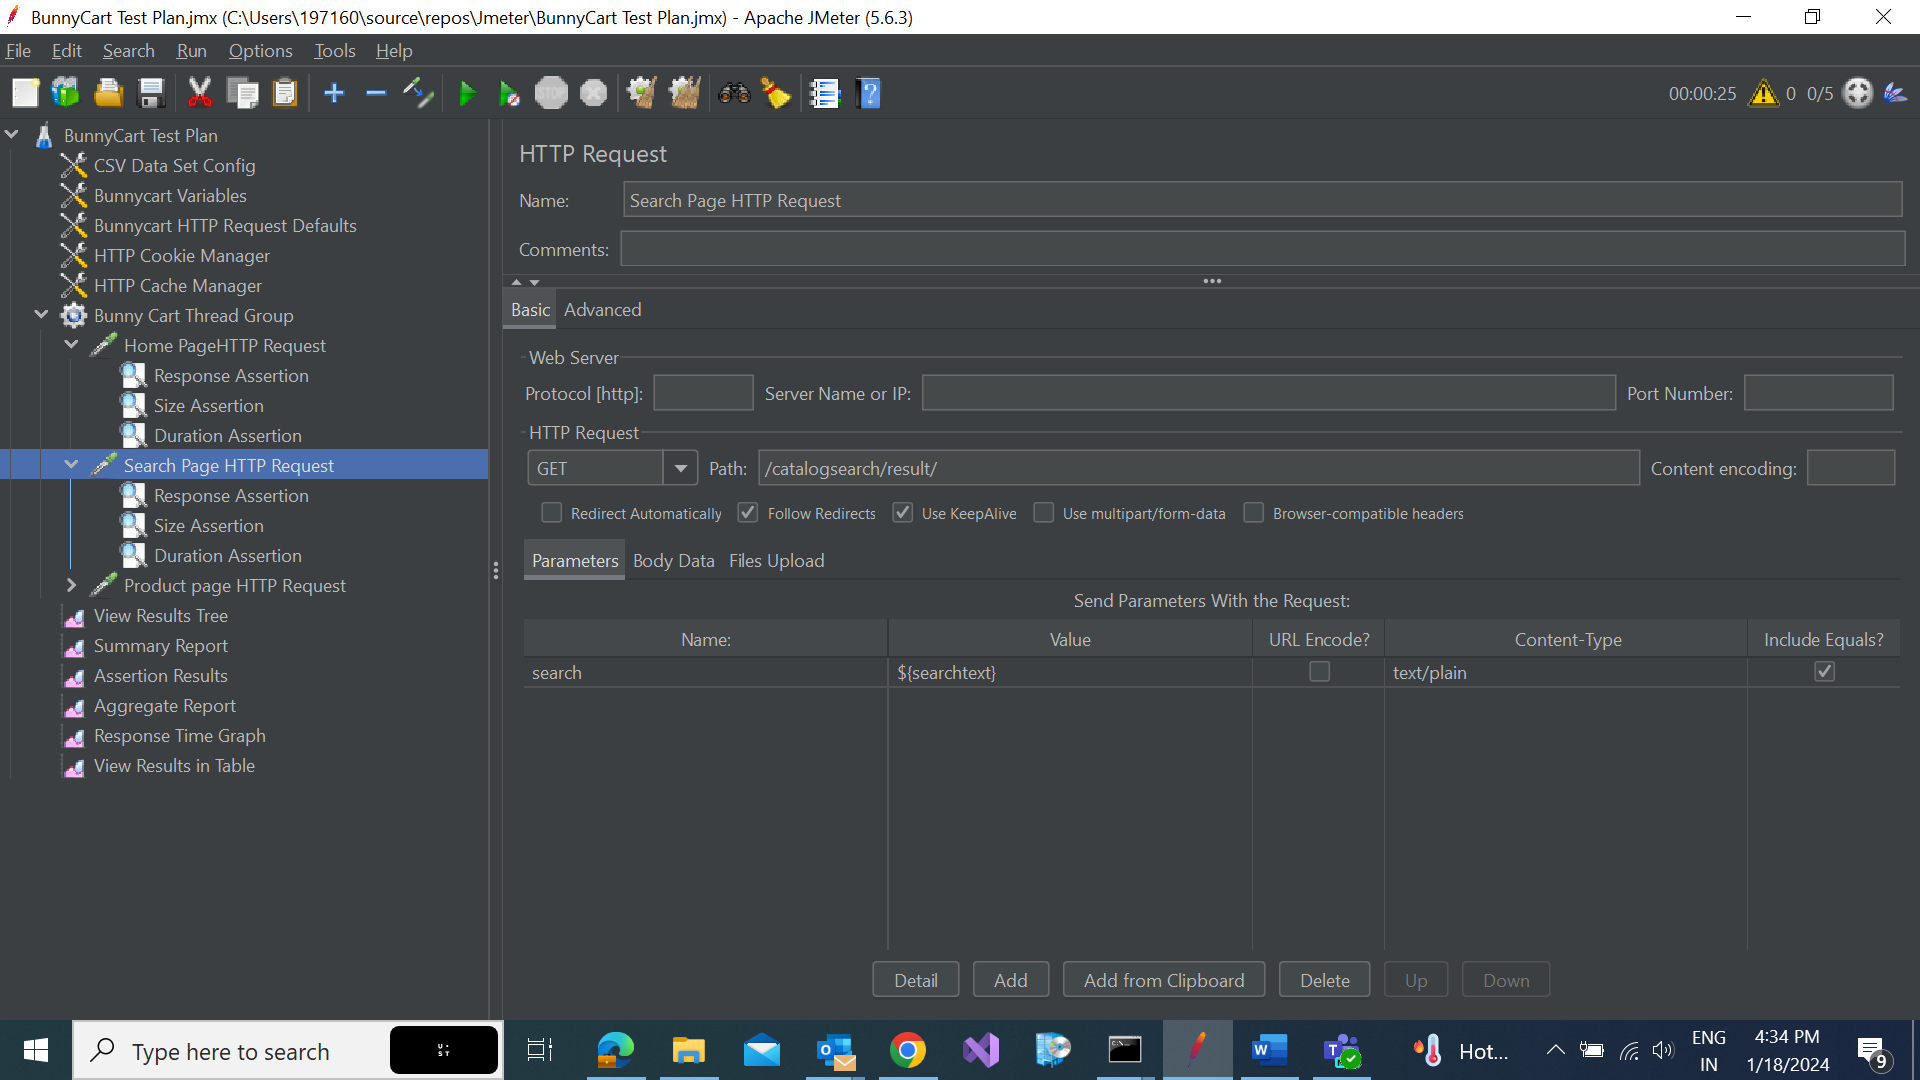 BunnyCart Test Plan.jmx (C:\Users\197160\source\repos\Jmeter\BunnyCart Test Plan.jmx) - Apache JMeter (5.6.3)
File Edit Search Run Options Tools Help
00:00:25 0 0/5
BunnyCart Test Plan
CSV Data Set Config
Bunnycart Variables
Bunnycart HTTP Request Defaults
HTTP Cookie Manager
HTTP Cache Manager
Bunny Cart Thread Group
Home PageHTTP Request
Response Assertion
Size Assertion
Duration Assertion
Search Page HTTP Request
Response Assertion
Size Assertion
Duration Assertion
Product page HTTP Request
View Results Tree
Summary Report
Assertion Results
Aggregate Report
Response Time Graph
View Results in Table
HTTP Request
Name: Search Page HTTP Request
Comments:
Basic Advanced
Web Server
Protocol [http]: Server Name or IP: Port Number:
HTTP Request
GET Path: /catalogsearch/result/ Content encoding:
Redirect Automatically Follow Redirects Use KeepAlive Use multipart/form-data Browser-compatible headers
Parameters Body Data Files Upload
Send Parameters With the Request:
Name: Value URL Encode? Content-Type Include Equals?
search ${searchtext} text/plain
Detail Add Add from Clipboard Delete Up Down
Type here to search
Hot...
ENG
IN
4:34 PM
1/18/2024
9